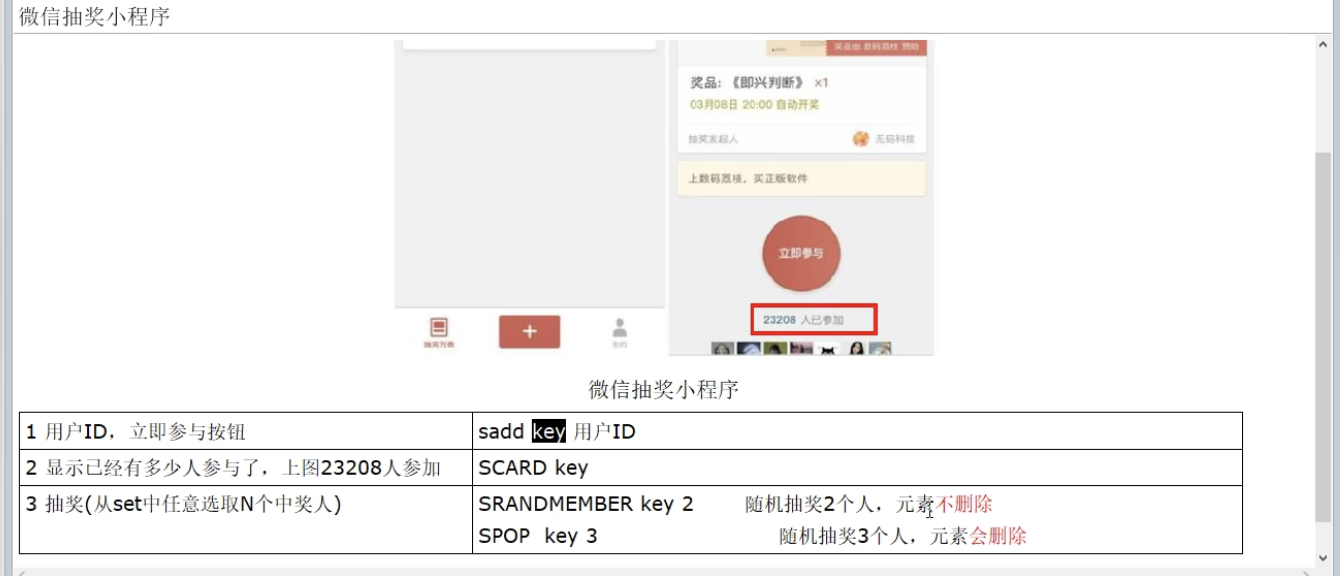 微信抽奖小程序
奖品由 数码荔枝 赞助
奖品: 《即兴判断》 ×1
03月08日 20:00 自动开奖
抽奖发起人 无码科技
上数码荔枝，买正版软件
立即参与
23208 人已参加
抽奖列表 + 我的
微信抽奖小程序
1 用户ID，立即参与按钮 sadd key 用户ID
2 显示已经有多少人参与了，上图23208人参加 SCARD key
3 抽奖(从set中任意选取N个中奖人) SRANDMEMBER key 2 随机抽奖2个人，元素不删除
SPOP key 3 随机抽奖3个人，元素会删除